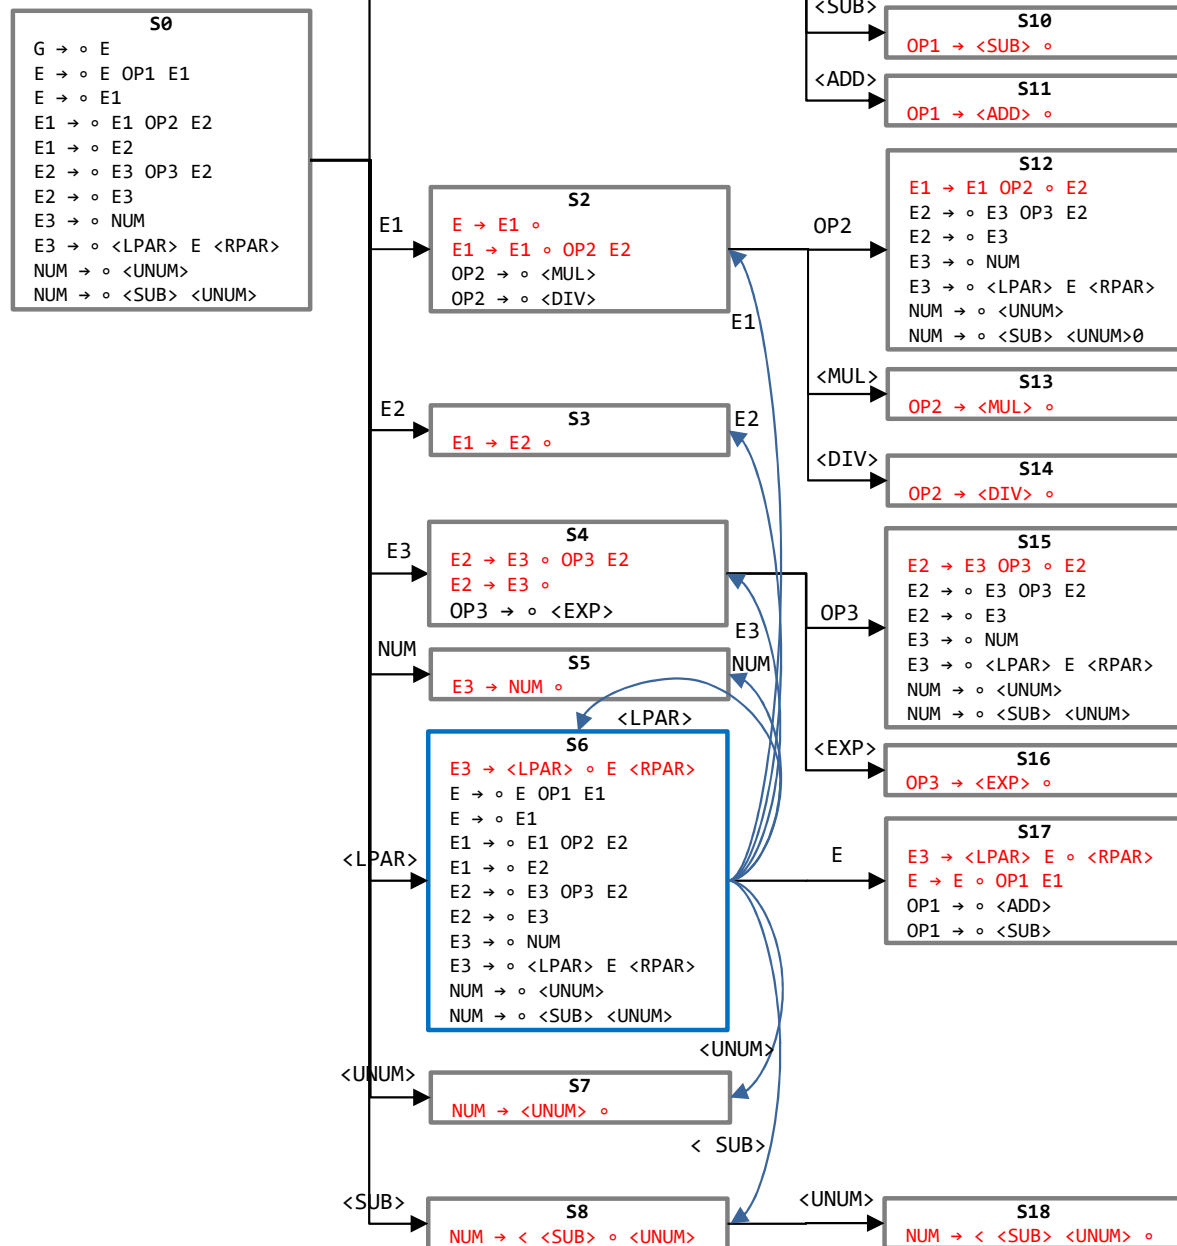 S0
G → ∘ E
E → ∘ E OP1 E1
E → ∘ E1
E1 → ∘ E1 OP2 E2
E1 → ∘ E2
E2 → ∘ E3 OP3 E2
E2 → ∘ E3
E3 → ∘ NUM
E3 → ∘ <LPAR> E <RPAR>
NUM → ∘ <UNUM>
NUM → ∘ <SUB> <UNUM>
E1
S2
E → E1 ∘
E1 → E1 ∘ OP2 E2
OP2 → ∘ <MUL>
OP2 → ∘ <DIV>
E1
E2
S3
E1 → E2 ∘
E2
E3
S4
E2 → E3 ∘ OP3 E2
E2 → E3 ∘
OP3 → ∘ <EXP>
E3
NUM
S5
E3 → NUM ∘
NUM
<LPAR>
<LPAR>
S6
E3 → <LPAR> ∘ E <RPAR>
E → ∘ E OP1 E1
E → ∘ E1
E1 → ∘ E1 OP2 E2
E1 → ∘ E2
E2 → ∘ E3 OP3 E2
E2 → ∘ E3
E3 → ∘ NUM
E3 → ∘ <LPAR> E <RPAR>
NUM → ∘ <UNUM>
NUM → ∘ <SUB> <UNUM>
<UNUM>
<UNUM>
S7
NUM → <UNUM> ∘
< SUB>
<SUB>
S8
NUM → < <SUB> ∘ <UNUM>
<SUB>
S10
OP1 → <SUB> ∘
<ADD>
S11
OP1 → <ADD> ∘
OP2
S12
E1 → E1 OP2 ∘ E2
E2 → ∘ E3 OP3 E2
E2 → ∘ E3
E3 → ∘ NUM
E3 → ∘ <LPAR> E <RPAR>
NUM → ∘ <UNUM>
NUM → ∘ <SUB> <UNUM>0
<MUL>
S13
OP2 → <MUL> ∘
<DIV>
S14
OP2 → <DIV> ∘
OP3
S15
E2 → E3 OP3 ∘ E2
E2 → ∘ E3 OP3 E2
E2 → ∘ E3
E3 → ∘ NUM
E3 → ∘ <LPAR> E <RPAR>
NUM → ∘ <UNUM>
NUM → ∘ <SUB> <UNUM>
<EXP>
S16
OP3 → <EXP> ∘
E
S17
E3 → <LPAR> E ∘ <RPAR>
E → E ∘ OP1 E1
OP1 → ∘ <ADD>
OP1 → ∘ <SUB>
<UNUM>
S18
NUM → < <SUB> <UNUM> ∘